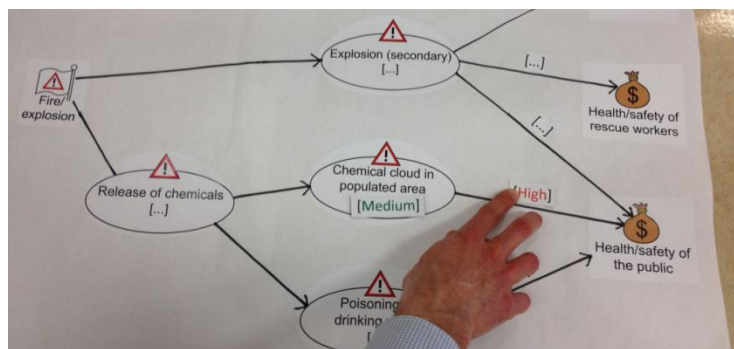 Explosion (secondary)
[...]
[...]
Fire/
explosion
Health/safety of
rescue workers
[...]
Release of chemicals
[...]
Chemical cloud in
populated area
[Medium]
[High]
Health/safety of
the public
Poisoning
drinking
[